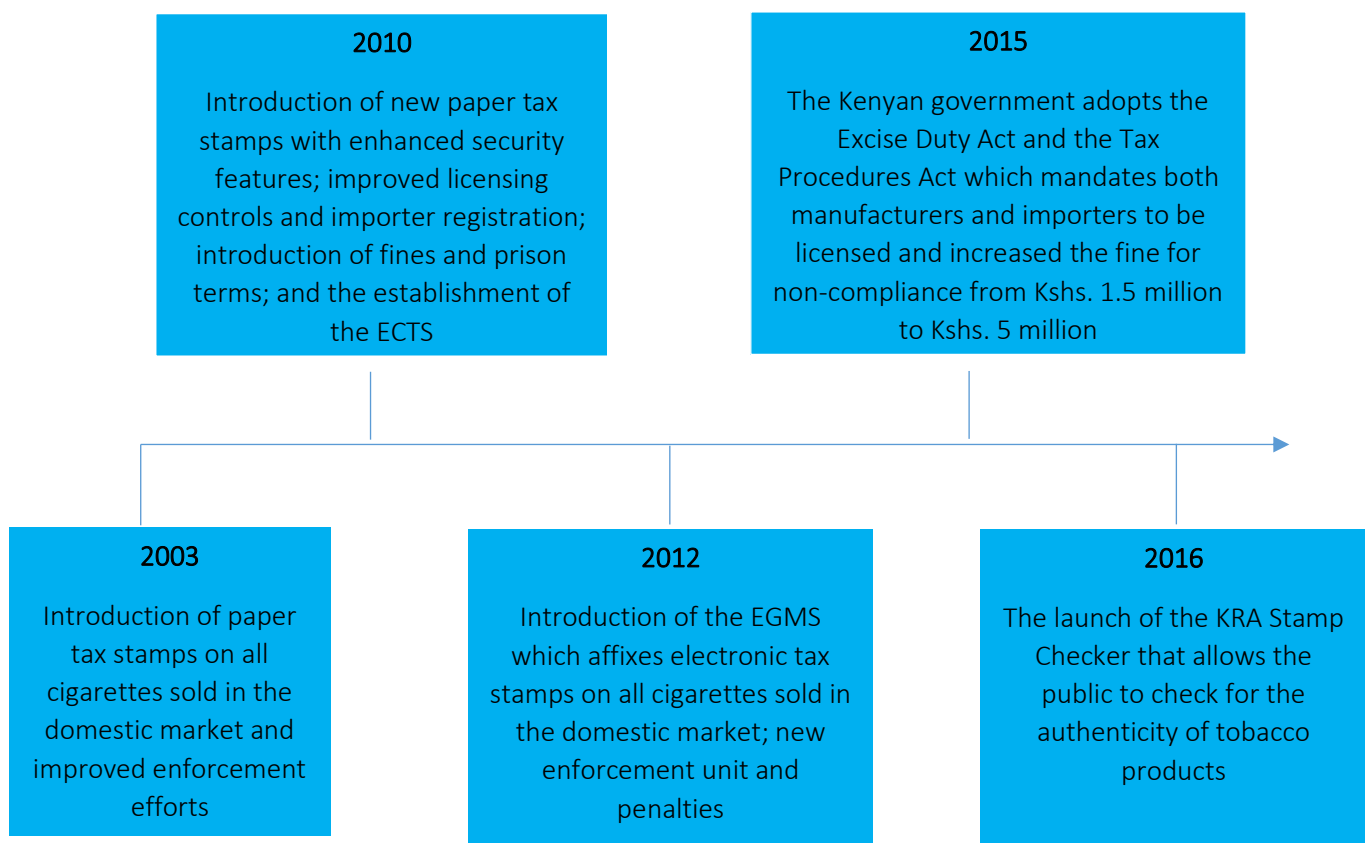 2010
Introduction of new paper tax
stamps with enhanced security
features; improved licensing
controls and importer registration;
introduction of fines and prison
terms; and the establishment of
the ECTS
2015
The Kenyan government adopts the
Excise Duty Act and the Tax
Procedures Act which mandates both
manufacturers and importers to be
licensed and increased the fine for
non-compliance from Kshs. 1.5 million
to Kshs. 5 million
2003
Introduction of paper
tax stamps on all
cigarettes sold in the
domestic market and
improved enforcement
efforts
2012
Introduction of the EGMS
which affixes electronic tax
stamps on all cigarettes sold in
the domestic market; new
enforcement unit and
penalties
2016
The launch of the KRA Stamp
Checker that allows the
public to check for the
authenticity of tobacco
products